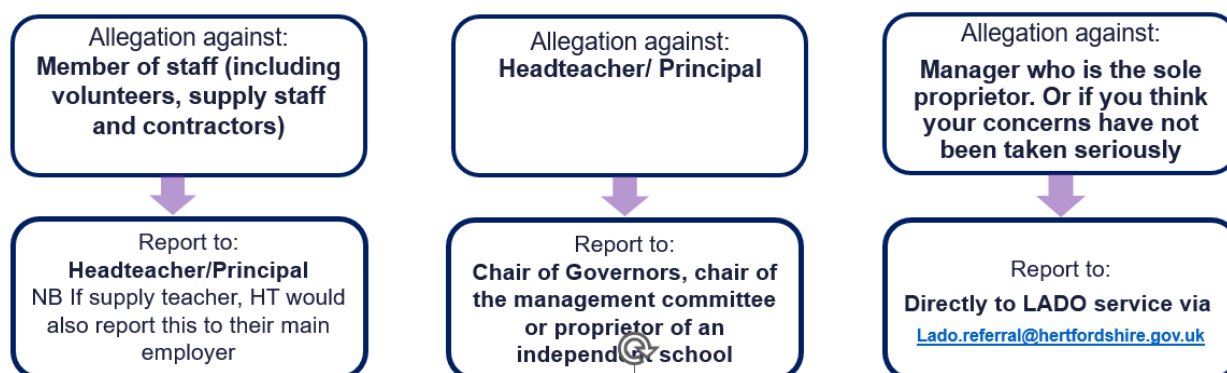 Allegation against:
Member of staff (including
volunteers, supply staff
and contractors)
Report to:
Headteacher/Principal
NB If supply teacher, HT would
also report this to their main
employer
Allegation against:
Headteacher/ Principal
Report to:
Chair of Governors, chair of
the management committee
or proprietor of an
independent school
Allegation against:
Manager who is the sole
proprietor. Or if you think
your concerns have not
been taken seriously
Report to:
Directly to LADO service via
Lado.referral@hertfordshire.gov.uk